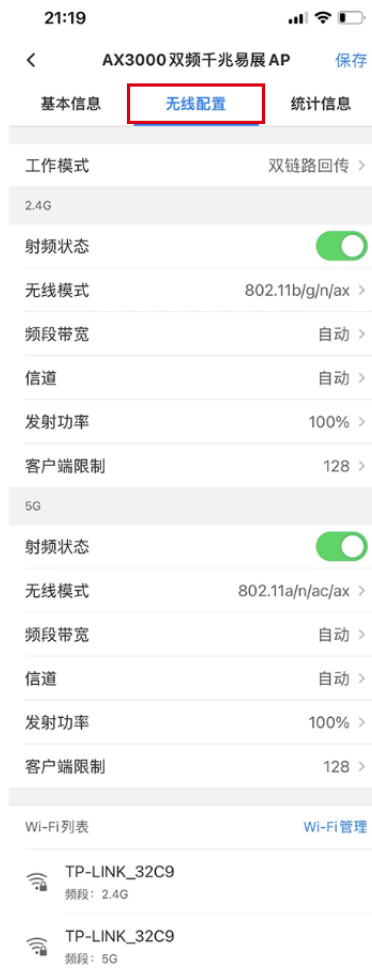 21:19
AX3000双频千兆易展AP 保存
基本信息 无线配置 统计信息
工作模式 双链路回传
2.4G
射频状态
无线模式 802.11b/g/n/ax
频段带宽 自动
信道 自动
发射功率 100%
客户端限制 128
5G
射频状态
无线模式 802.11a/n/ac/ax
频段带宽 自动
信道 自动
发射功率 100%
客户端限制 128
Wi-Fi列表 Wi-Fi管理
TP-LINK_32C9
频段：2.4G
TP-LINK_32C9
频段：5G